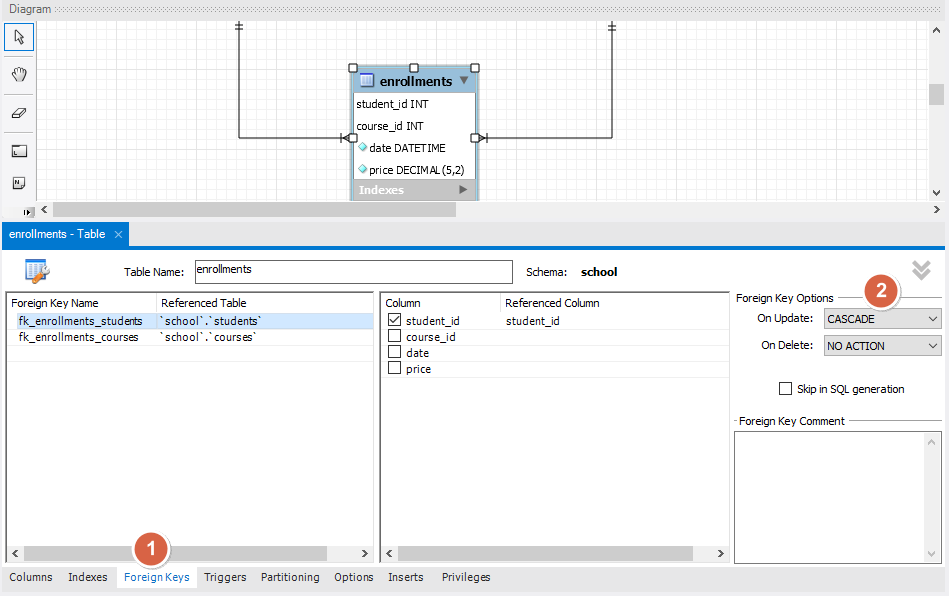 Diagram
enrollments
student_id INT
course_id INT
date DATETIME
price DECIMAL(5,2)
Indexes
enrollments - Table
Table Name: enrollments Schema: school
Foreign Key Name Referenced Table
fk_enrollments_students `school`.`students`
fk_enrollments_courses `school`.`courses`
Column Referenced Column
student_id student_id
course_id
date
price
2
Foreign Key Options
On Update: CASCADE
On Delete: NO ACTION
Skip in SQL generation
Foreign Key Comment
1
Columns Indexes Foreign Keys Triggers Partitioning Options Inserts Privileges